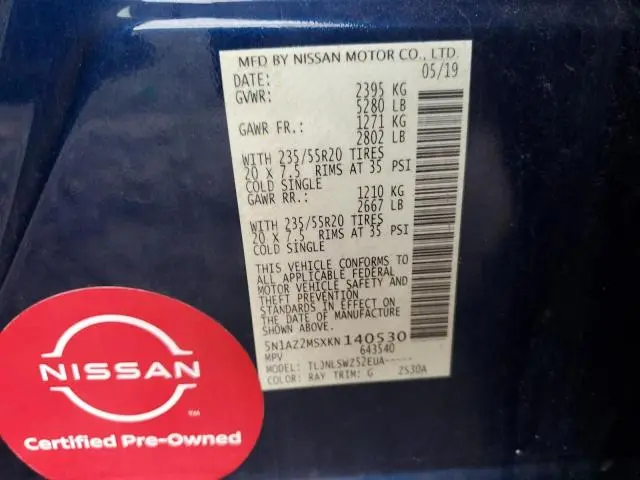 MFD BY NISSAN MOTOR CO., LTD.
DATE: 05/19
GVWR: 2395 KG
5280 LB
GAWR FR.: 1271 KG
2802 LB
WITH 235/55R20 TIRES
20 X 7.5 RIMS AT 35 PSI
COLD SINGLE
GAWR RR.: 1210 KG
2667 LB
WITH 235/55R20 TIRES
20 X 7.5 RIMS AT 35 PSI
COLD SINGLE
THIS VEHICLE CONFORMS TO
ALL APPLICABLE FEDERAL
MOTOR VEHICLE SAFETY AND
THEFT PREVENTION
STANDARDS IN EFFECT ON
THE DATE OF MANUFACTURE
SHOWN ABOVE.
5N1AZ2MSXKN140530
MPV 643540
MODEL: TLJNLSWZ52EUA-----
COLOR: RAY TRIM: G ZS30A
NISSAN
TM
Certified Pre-Owned